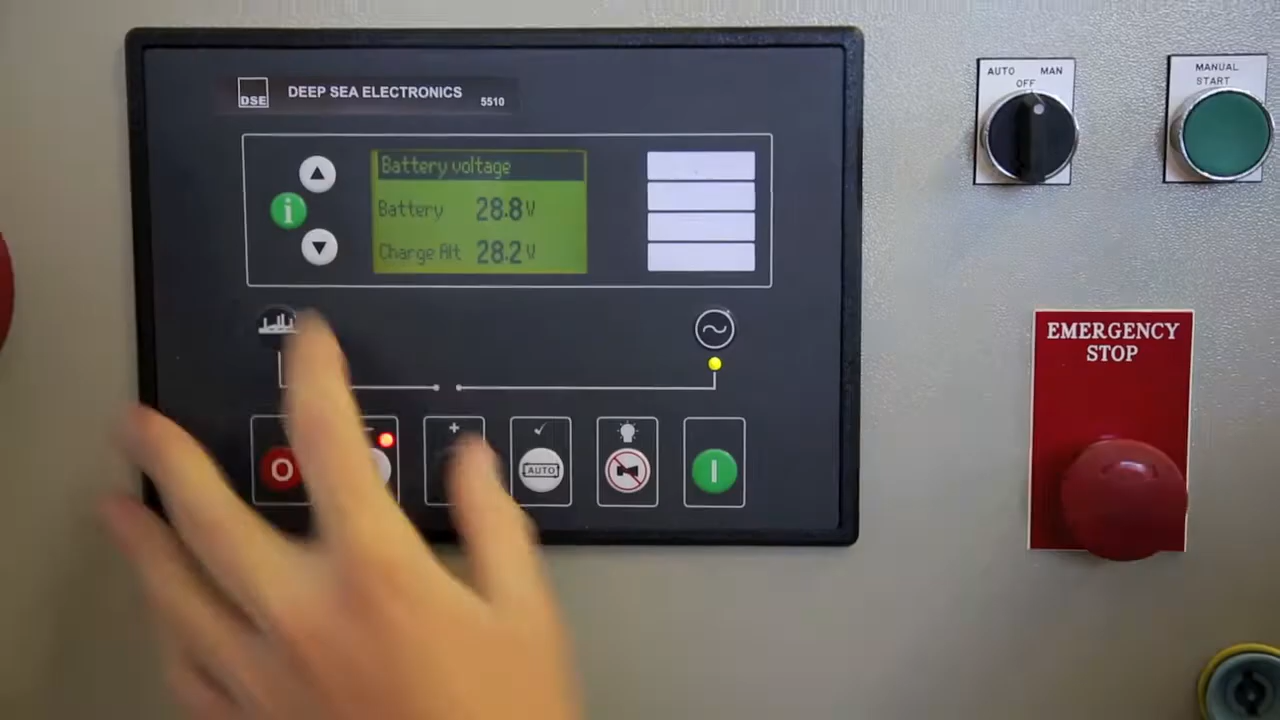 DSE
DEEP SEA ELECTRONICS
5510
Battery voltage
Battery 28.8 V
Charge Alt 28.2 V
i
AUTO
AUTO MAN
OFF
MANUAL
START
EMERGENCY
STOP